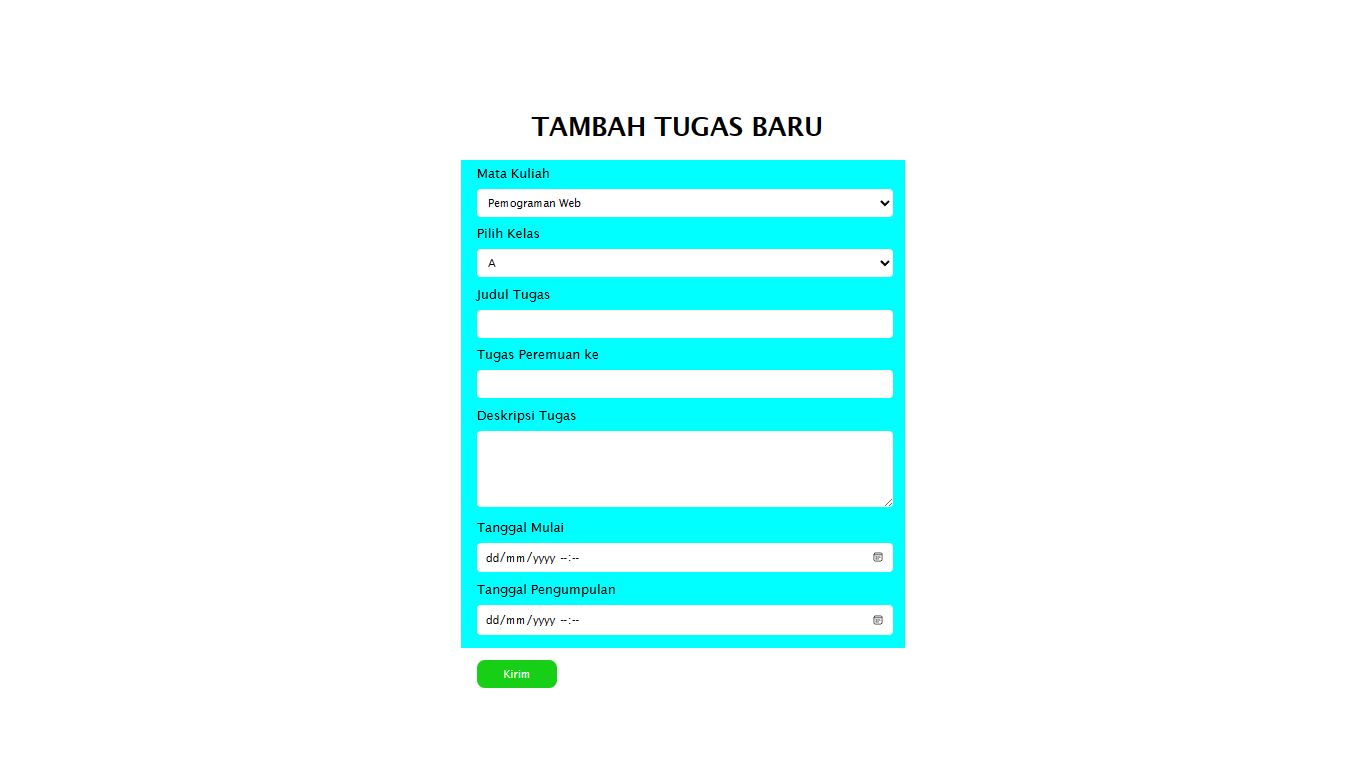 TAMBAH TUGAS BARU
Mata Kuliah
Pemograman Web
Pilih Kelas
A
Judul Tugas
Tugas Peremuan ke
Deskripsi Tugas
Tanggal Mulai
dd/mm/yyyy --:--
Tanggal Pengumpulan
dd/mm/yyyy --:--
Kirim